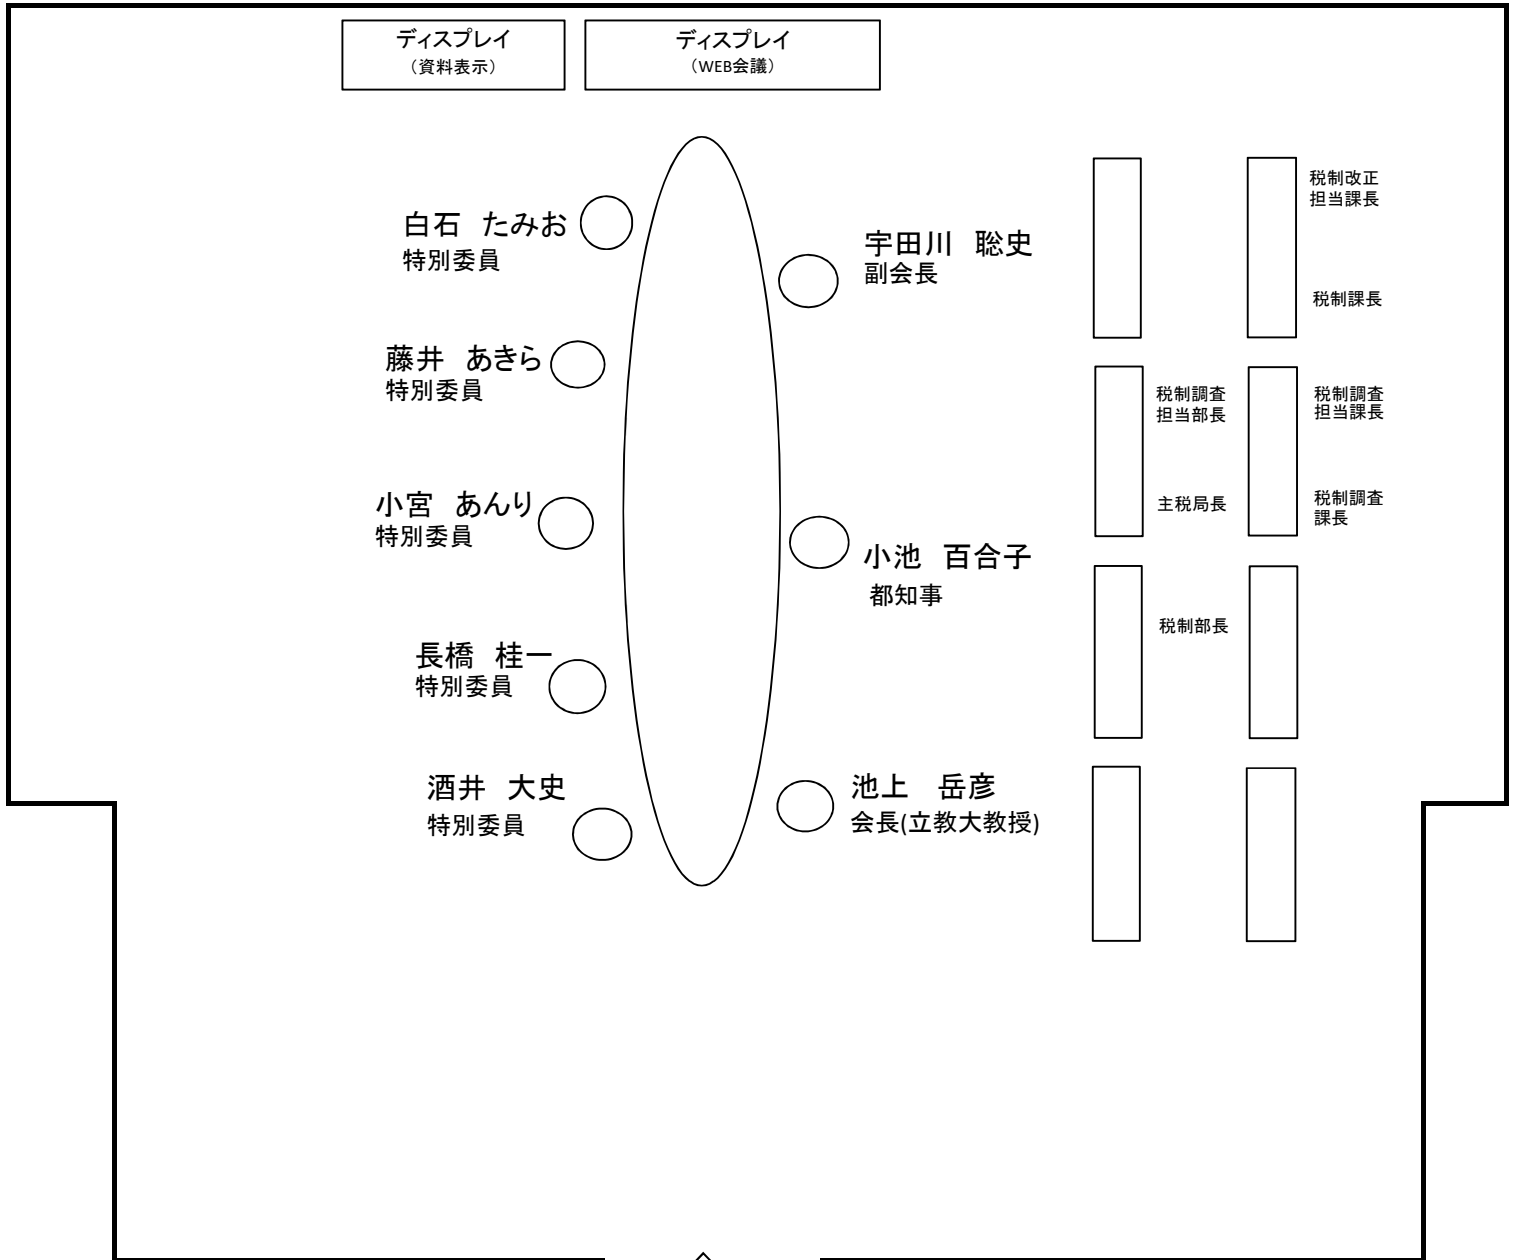 ディスプレイ
（資料表示）
ディスプレイ
（WEB会議）
白石　たみお
特別委員
藤井　あきら
特別委員
小宮　あんり
特別委員
長橋　桂一
特別委員
酒井　大史
特別委員
宇田川　聡史
副会長
小池　百合子
都知事
池上　岳彦
会長(立教大教授)
税制調査
担当部長
主税局長
税制部長
税制改正
担当課長
税制課長
税制調査
担当課長
税制調査
課長